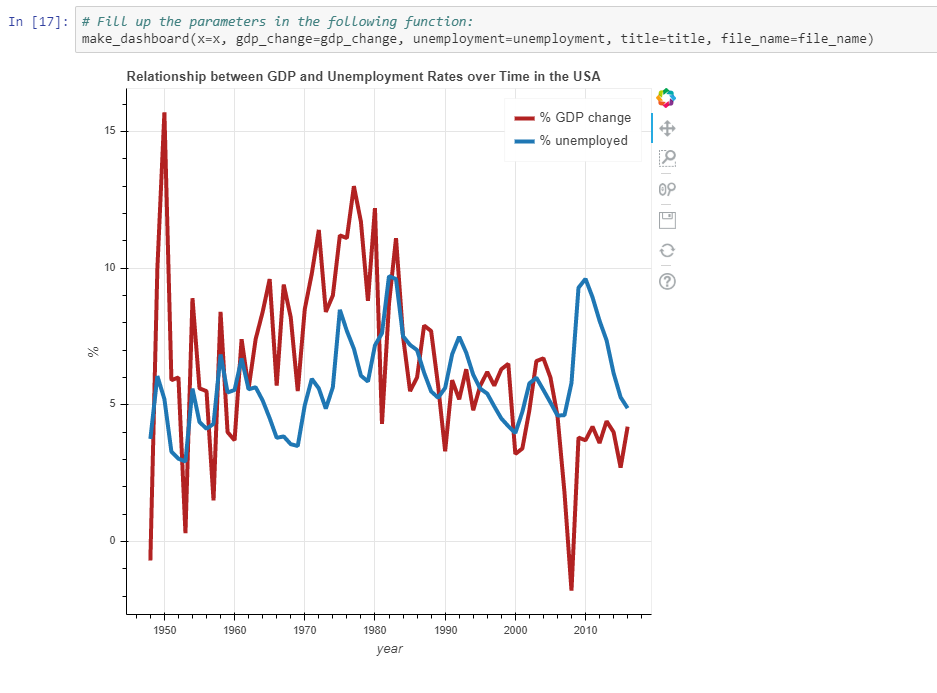 In [17]: # Fill up the parameters in the following function:
make_dashboard(x=x, gdp_change=gdp_change, unemployment=unemployment, title=title, file_name=file_name)
Relationship between GDP and Unemployment Rates over Time in the USA
% GDP change
% unemployed
15
10
5
0
%
1950 1960 1970 1980 1990 2000 2010
year